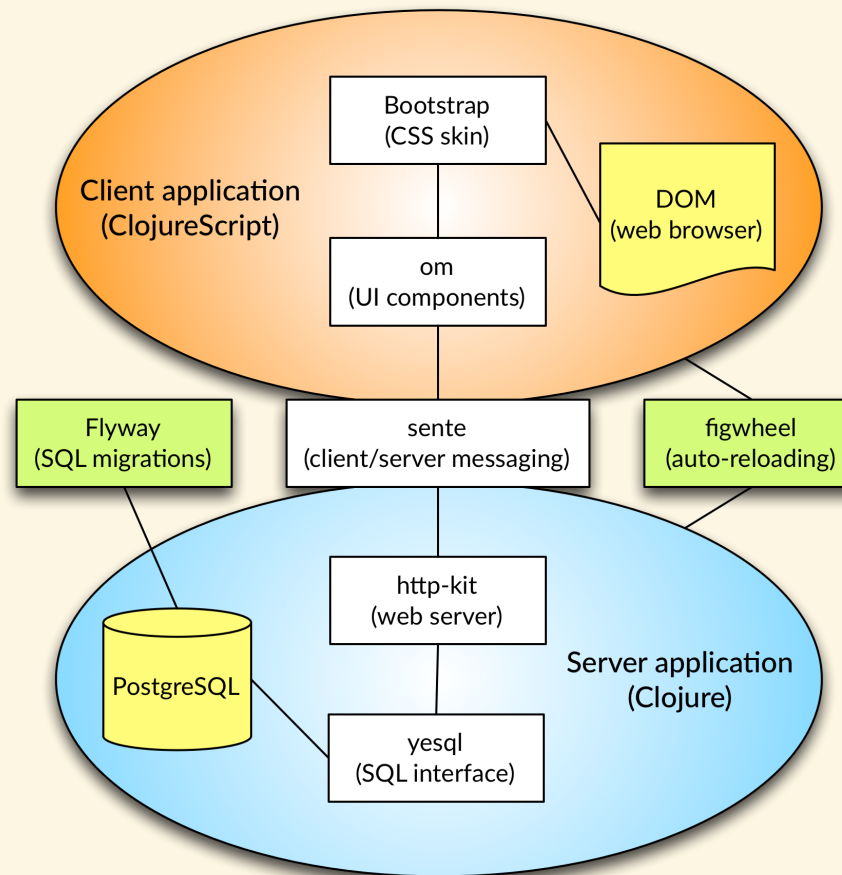 Bootstrap
(CSS skin)
Client application
(ClojureScript)
DOM
(web browser)
om
(UI components)
Flyway
(SQL migrations)
sente
(client/server messaging)
figwheel
(auto-reloading)
http-kit
(web server)
Server application
(Clojure)
PostgreSQL
yesql
(SQL interface)